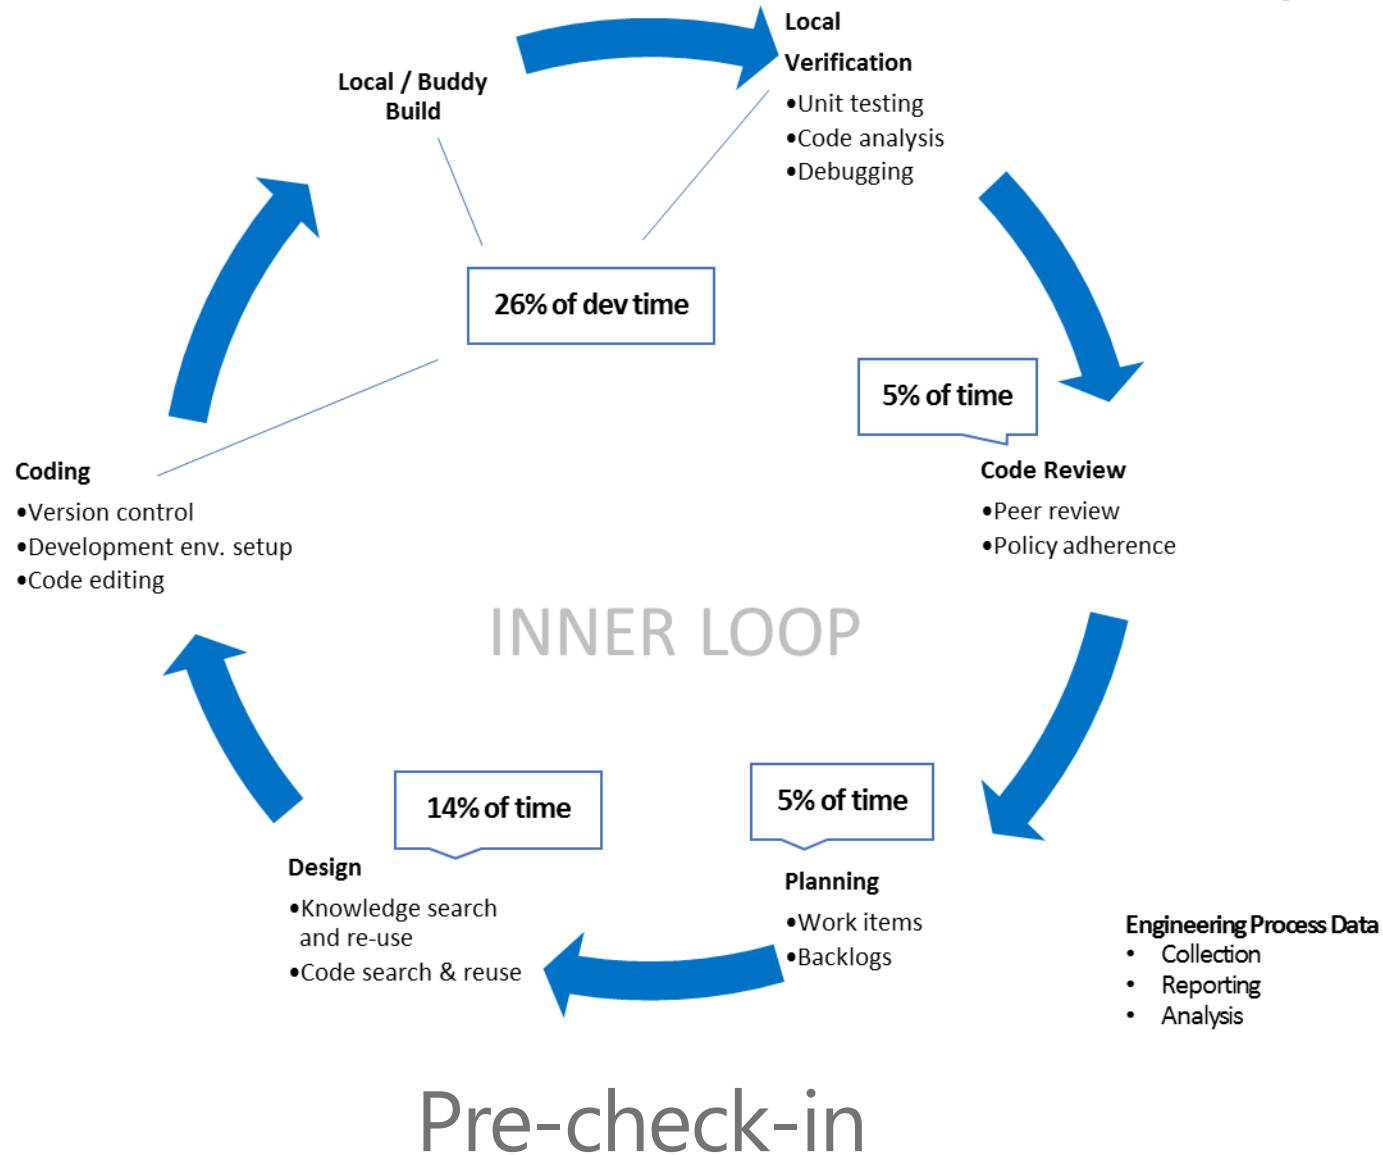 Local / Buddy
Build
Local
Verification
•Unit testing
•Code analysis
•Debugging
26% of dev time
5% of time
Coding
•Version control
•Development env. setup
•Code editing
Code Review
•Peer review
•Policy adherence
INNER LOOP
14% of time
5% of time
Design
•Knowledge search
and re-use
•Code search & reuse
Planning
•Work items
•Backlogs
Engineering Process Data
• Collection
• Reporting
• Analysis
Pre-check-in